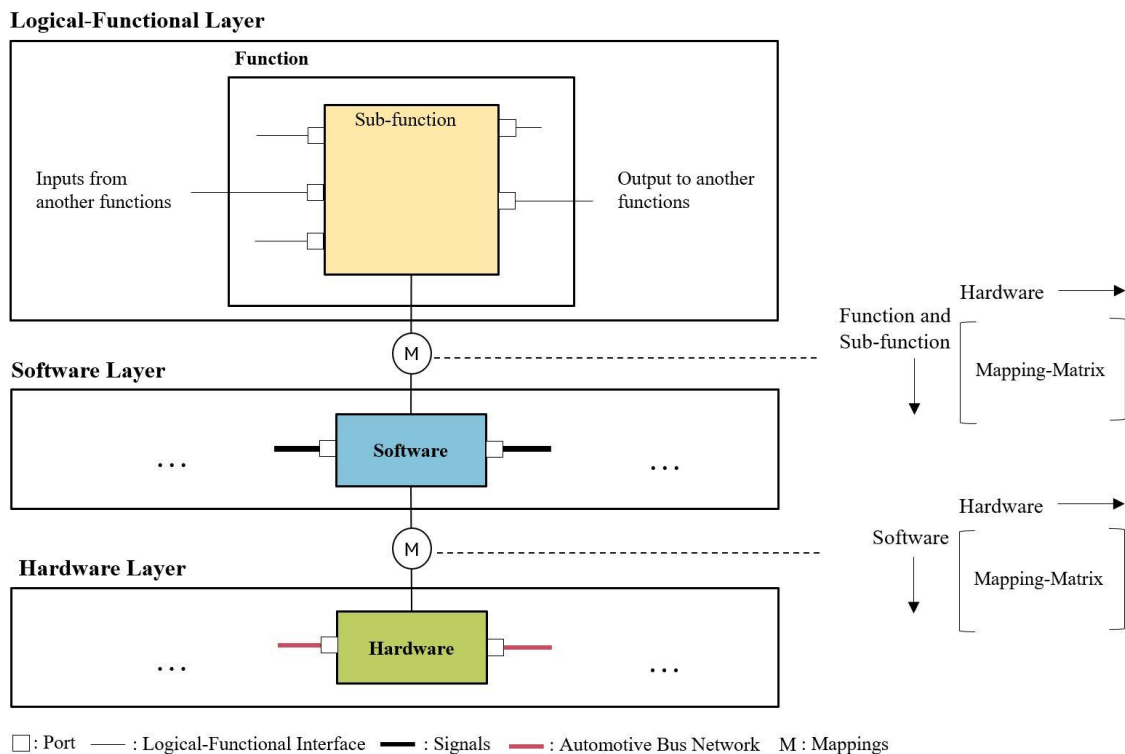 Logical-Functional Layer
Function
Sub-function
Inputs from
another functions
Output to another
functions
M
Hardware
Function and
Sub-function
Mapping-Matrix
Software Layer
...
Software
...
M
Hardware
Software
Mapping-Matrix
Hardware Layer
...
Hardware
...
: Port : Logical-Functional Interface : Signals : Automotive Bus Network M : Mappings